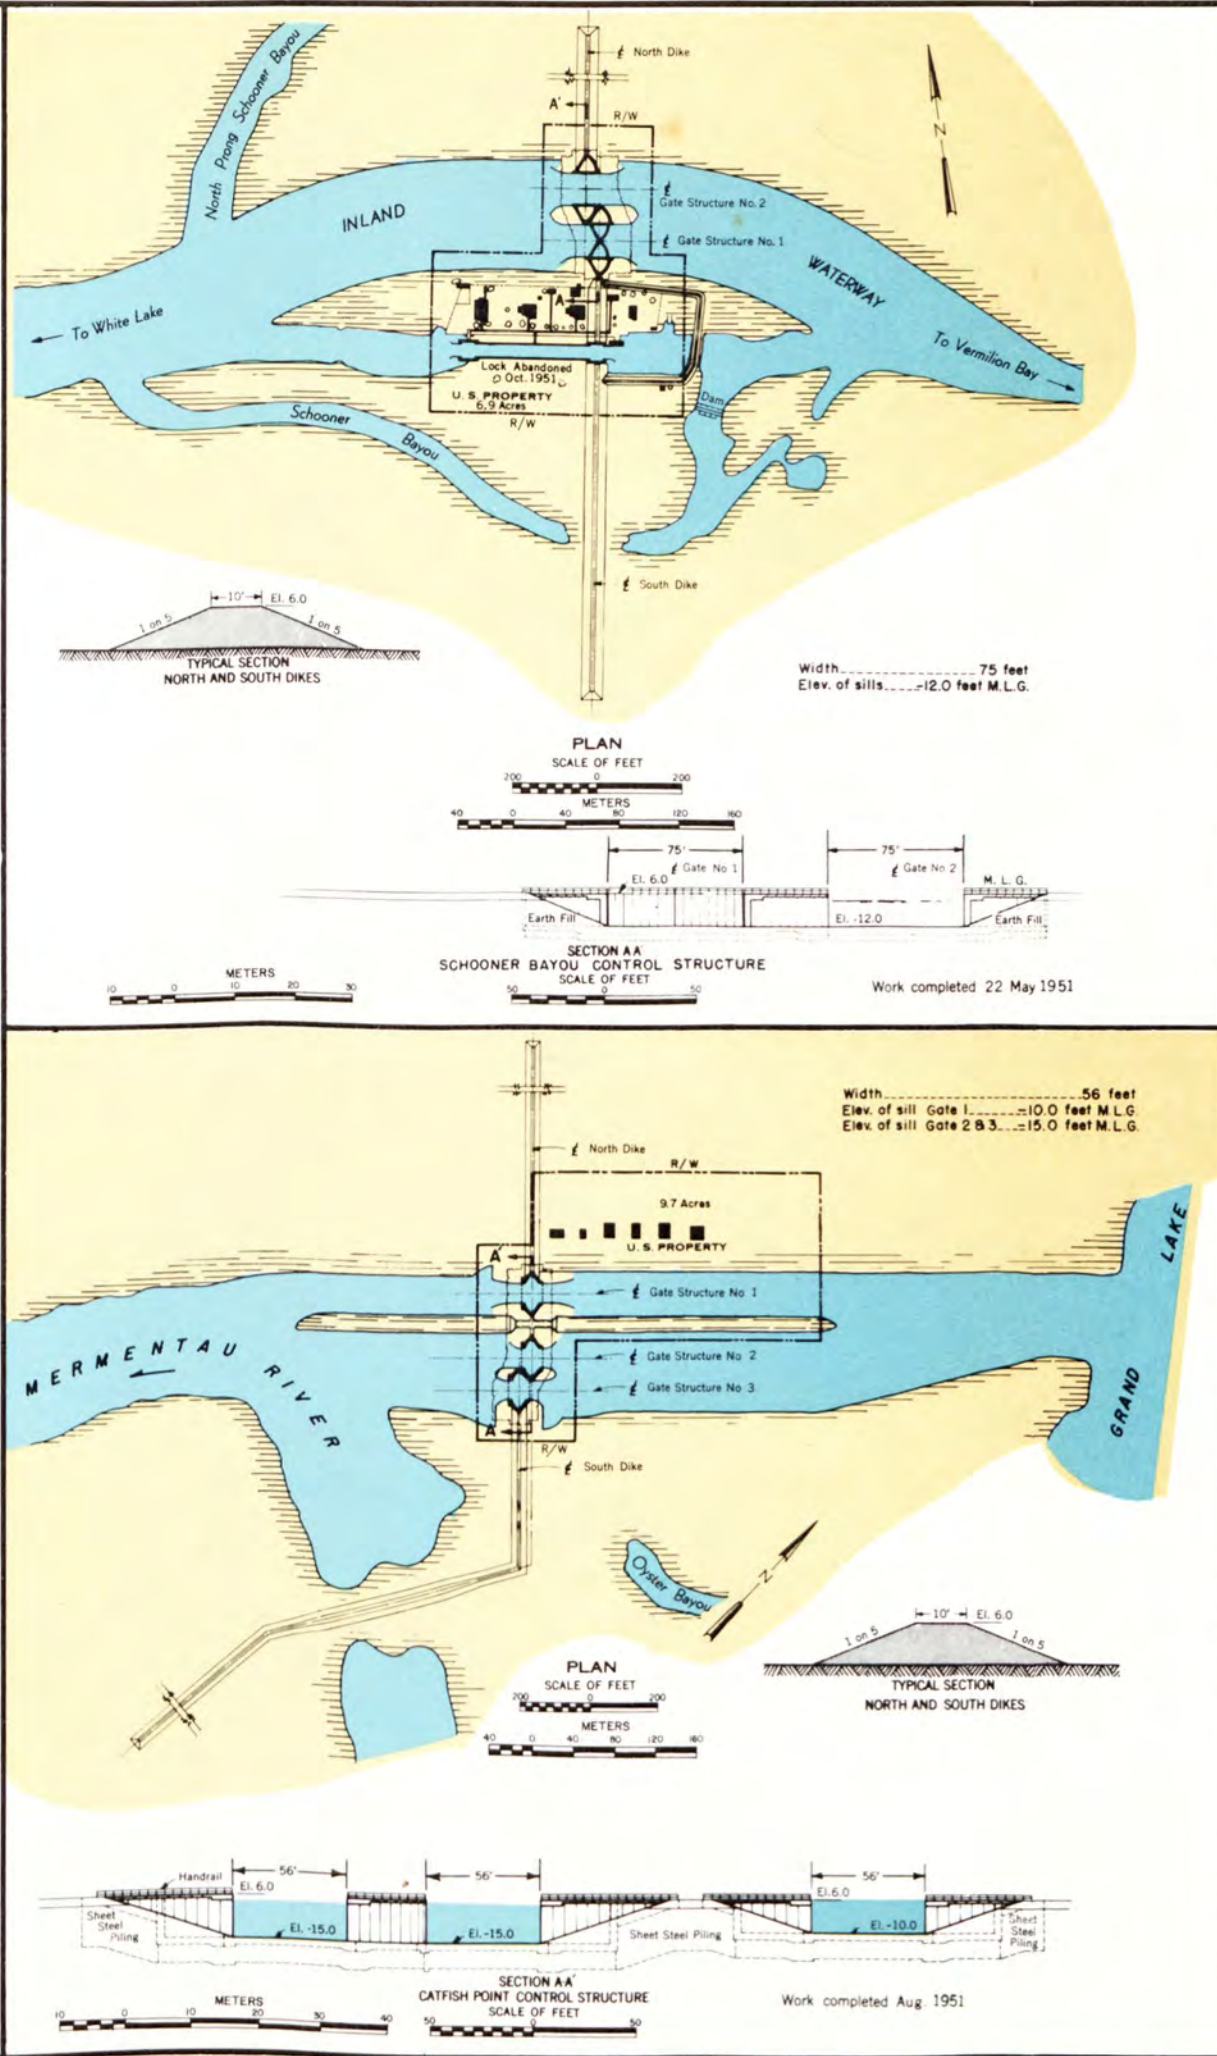 ℄ North Dike
A'
R/W
N
North Prong Schooner Bayou
INLAND
℄
Gate Structure No. 2
℄ Gate Structure No. 1
WATERWAY
A
To White Lake
To Vermilion Bay
Lock Abandoned
Oct. 1951
U. S. PROPERTY
6.9 Acres
R/W
Dam
Schooner Bayou
℄ South Dike
10' El. 6.0
1 on 5 1 on 5
TYPICAL SECTION
NORTH AND SOUTH DIKES
Width 75 feet
Elev. of sills -12.0 feet M.L.G.
PLAN
SCALE OF FEET
200 0 200
METERS
40 0 40 80 120 160
75' 75'
℄ Gate No 1 ℄ Gate No 2
El. 6.0 M. L. G.
Earth Fill El. -12.0 Earth Fill
SECTION A A'
SCHOONER BAYOU CONTROL STRUCTURE
SCALE OF FEET
50 0 50
METERS
10 0 10 20 30
Work completed 22 May 1951
Width 56 feet
Elev. of sill Gate 1 -10.0 feet M.L.G.
Elev. of sill Gate 2 & 3 -15.0 feet M.L.G.
℄ North Dike
R/W
9.7 Acres
U. S. PROPERTY
A'
GRAND LAKE
℄ Gate Structure No 1
MERMENTAU RIVER
℄ Gate Structure No 2
℄ Gate Structure No 3
A
R/W
℄ South Dike
Oyster Bayou
N
10' El. 6.0
1 on 5 1 on 5
TYPICAL SECTION
NORTH AND SOUTH DIKES
PLAN
SCALE OF FEET
200 0 200
METERS
40 0 40 80 120 160
Handrail
56' 56' 56'
El. 6.0 El. 6.0
El. -15.0 El. -15.0 El. -10.0
Sheet Steel Piling
Sheet Steel Piling
Sheet Steel Piling
SECTION A-A'
CATFISH POINT CONTROL STRUCTURE
SCALE OF FEET
50 0 50
METERS
10 0 10 20 30 40
Work completed Aug. 1951